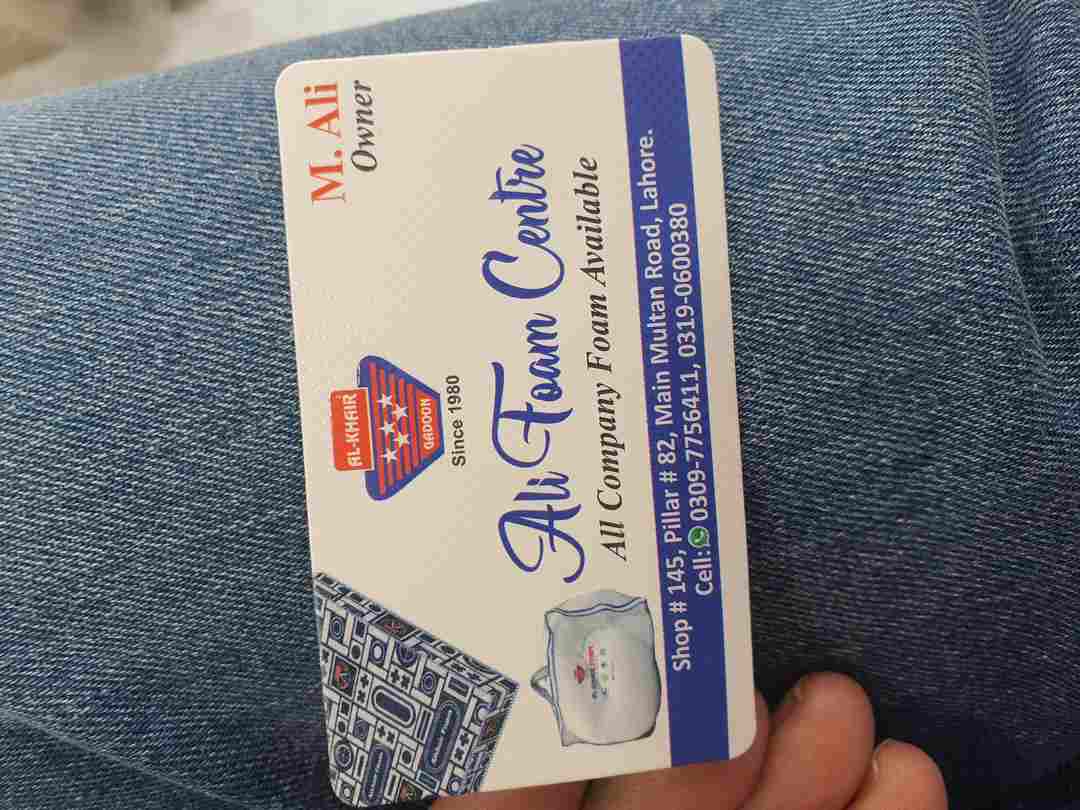 M. Ali
Owner
AL-KHAIR
GADOON
Since 1980
Ali Foam Centre
All Company Foam Available
Shop # 145, Pillar # 82, Main Multan Road, Lahore.
Cell: 0309-7756411, 0319-0600380